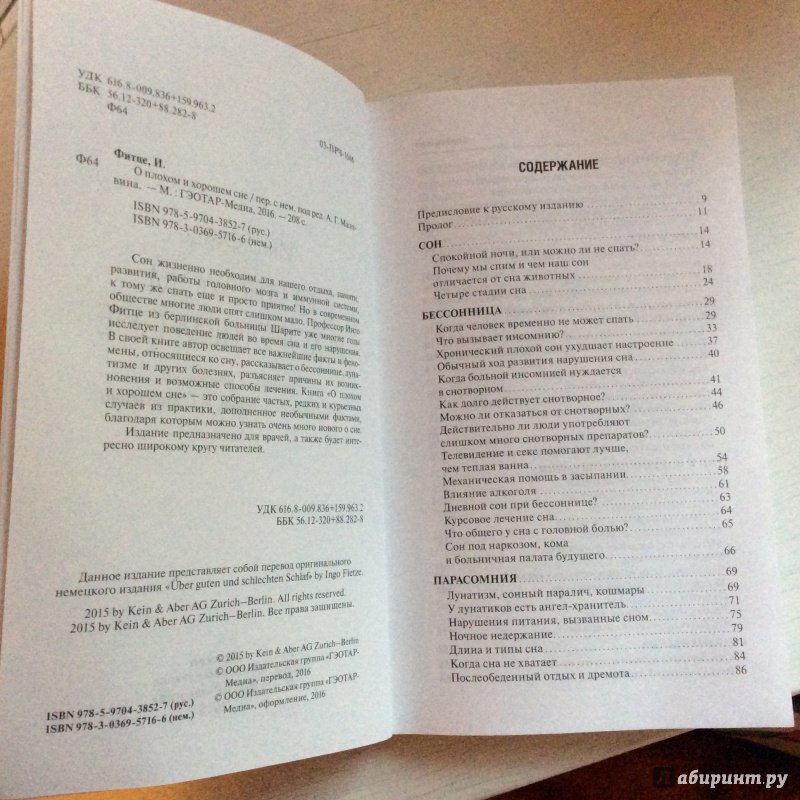 УДК 616.8-009.836+159.963.2
ББК 56.12-320+88.282-8
Ф64
03-ПРЧ-1666
Фитце, И.
Ф64 О плохом и хорошем сне / пер. с нем. под ред. А. Г. Мали-
вина. — М. : ГЭОТАР-Медиа, 2016. — 208 с.
ISBN 978-5-9704-3852-7 (рус.)
ISBN 978-3-0369-5716-6 (нем.)
Сон жизненно необходим для нашего отдыха, памяти,
развития, работы головного мозга и иммунной системы,
к тому же спать еще и просто приятно! Но в современном
обществе многие люди спят слишком мало. Профессор Инго
Фитце из берлинской больницы Шарите уже многие годы
исследует поведение людей во время сна и его нарушения.
В своей книге автор освещает все важнейшие факты и фено-
мены, относящиеся ко сну, рассказывает о бессоннице, луна-
тизме и других болезнях, разъясняет причины их возник-
новения и возможные способы лечения. Книга «О плохом
и хорошем сне» — это собрание частых, редких и курьезных
случаев из практики, дополненное необычными фактами,
благодаря которым можно узнать очень много нового о сне.
Издание предназначено для врачей, а также будет инте-
ресно широкому кругу читателей.
УДК 616.8-009.836+159.963.2
ББК 56.12-320+88.282-8
Данное издание представляет собой перевод оригинального
немецкого издания «Über guten und schlechten Schlaf» by Ingo Fietze.
2015 by Kein & Aber AG Zurich–Berlin. All rights reserved.
2015 by Kein & Aber AG Zurich–Berlin. Все права защищены.
© 2015 by Kein & Aber AG Zurich–Berlin
© ООО Издательская группа «ГЭОТАР-
Медиа», перевод, 2016
© ООО Издательская группа «ГЭОТАР-
Медиа», оформление, 2016
ISBN 978-5-9704-3852-7 (рус.)
ISBN 978-3-0369-5716-6 (нем.)
СОДЕРЖАНИЕ
Предисловие к русскому изданию 9
Пролог 11
СОН 14
Спокойной ночи, или можно ли не спать? 14
Почему мы спим и чем наш сон
отличается от сна животных 18
Четыре стадии сна 24
БЕССОННИЦА 29
Когда человек временно не может спать 29
Что вызывает инсомнию? 33
Хронический плохой сон ухудшает настроение 37
Обычный ход развития нарушения сна 40
Когда больной инсомнией нуждается
в снотворном 41
Как долго действует снотворное? 44
Можно ли отказаться от снотворных? 46
Действительно ли люди употребляют
слишком много снотворных препаратов? 50
Телевидение и секс помогают лучше,
чем теплая ванна 54
Механическая помощь в засыпании 58
Влияние алкоголя 61
Дневной сон при бессоннице? 63
Курсовое лечение сна 64
Что общего у сна с головной болью? 65
Сон под наркозом, кома
и больничная палата будущего 66
ПАРАСОМНИЯ 69
Лунатизм, сонный паралич, кошмары 69
У лунатиков есть ангел-хранитель 71
Нарушения питания, вызванные сном 75
Ночное недержание 79
Длина и типы сна 81
Когда сна не хватает 84
Послеобеденный отдых и дремота 86
абиринт.ру